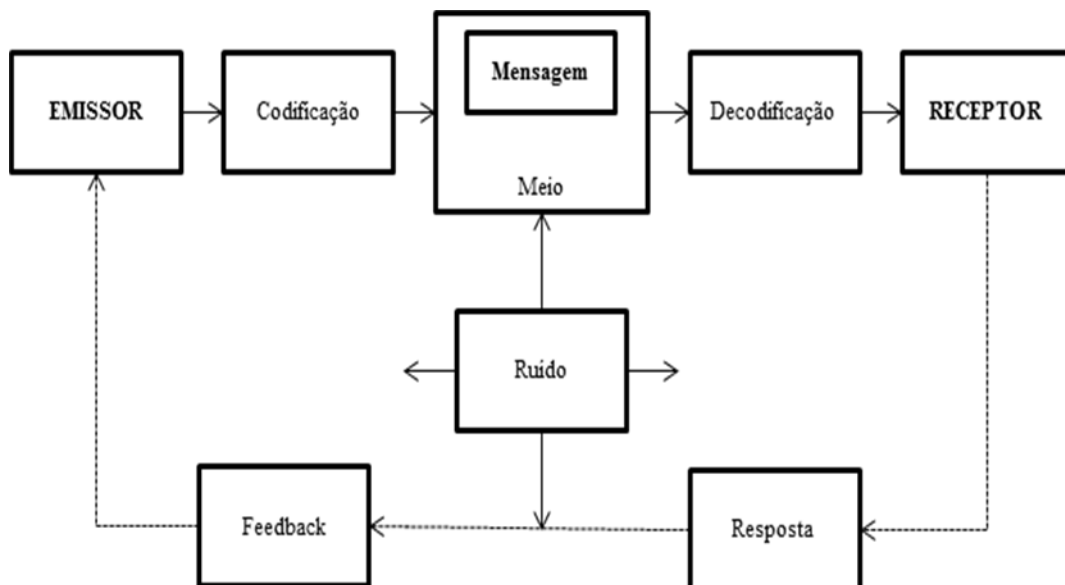 Mensagem
EMISSOR
Codificação
Decodificação
RECEPTOR
Meio
Ruído
Feedback
Resposta